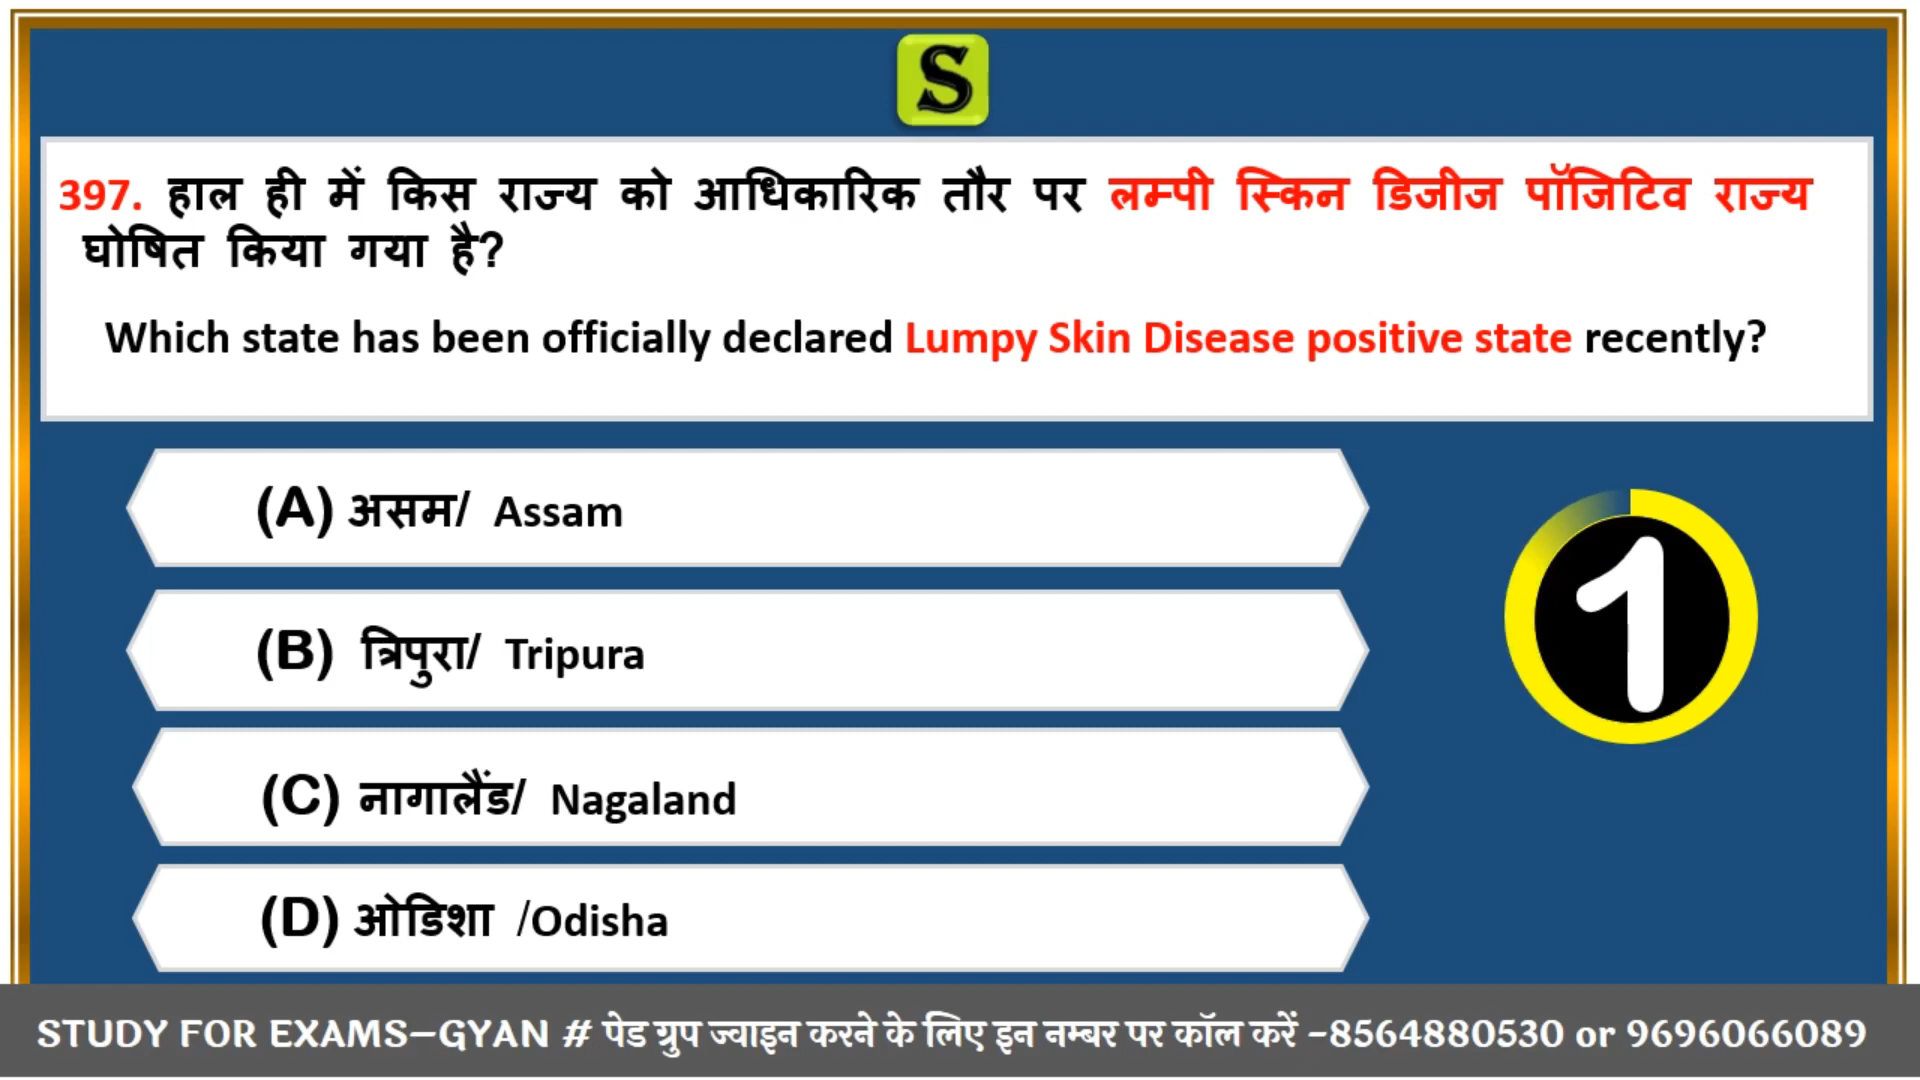 S
397. हाल ही में किस राज्य को आधिकारिक तौर पर लम्पी स्किन डिजीज पॉजिटिव राज्य
घोषित किया गया है?
Which state has been officially declared Lumpy Skin Disease positive state recently?
(A) असम/ Assam
(B) त्रिपुरा/ Tripura
1
(C) नागालैंड/ Nagaland
(D) ओडिशा /Odisha
STUDY FOR EXAMS–GYAN # पेड ग्रुप ज्वाइन करने के लिए इन नम्बर पर कॉल करें –8564880530 or 9696066089